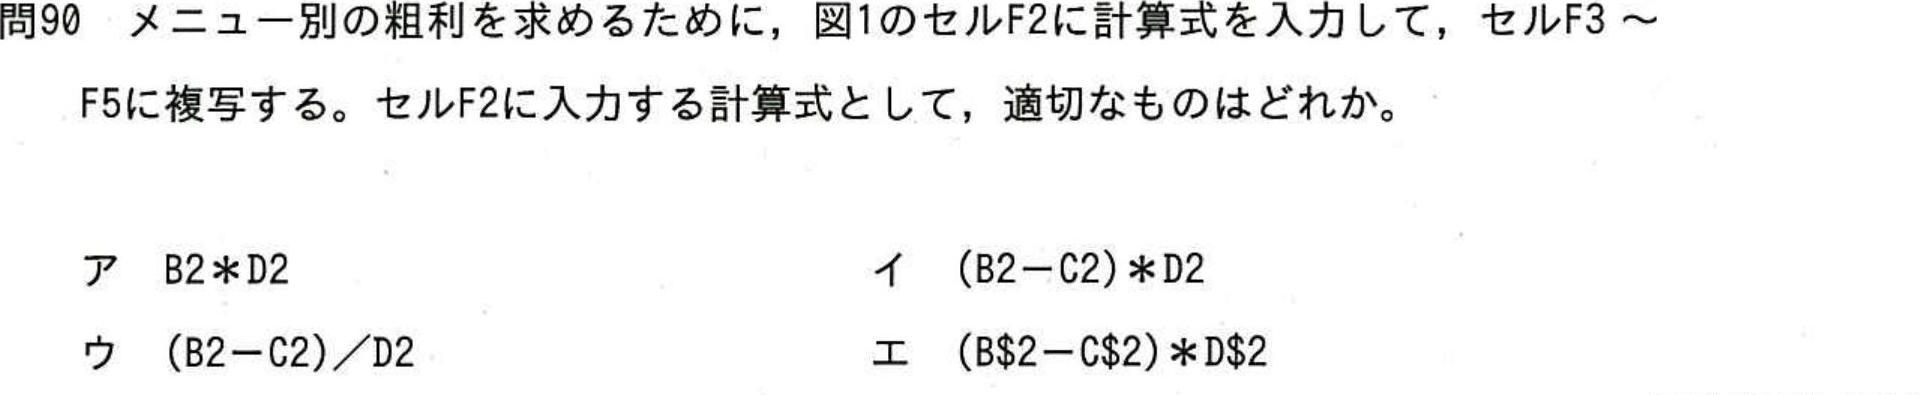 問90　メニュー別の粗利を求めるために，図1のセルF2に計算式を入力して，セルF3 ～
F5に複写する。セルF2に入力する計算式として，適切なものはどれか。
ア　B2＊D2　イ　(B2－C2)＊D2
ウ　(B2－C2)／D2　エ　(B$2－C$2)＊D$2